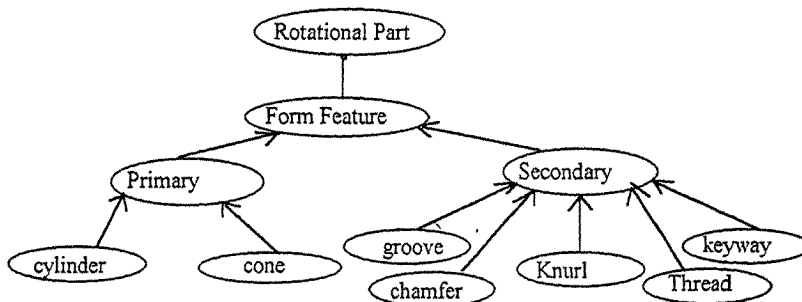 Rotational Part
Form Feature
Primary
Secondary
cylinder
cone
groove
chamfer
Knurl
Thread
keyway